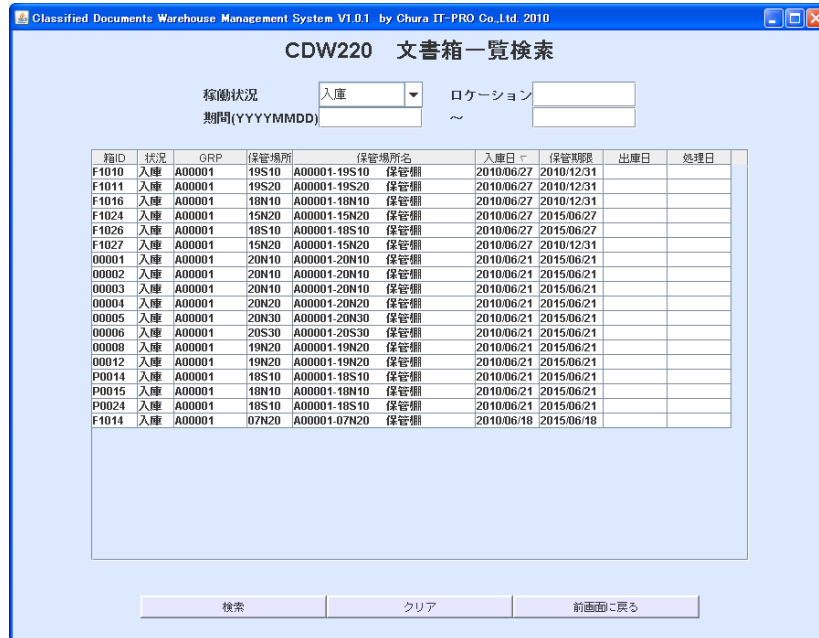 Classified Documents Warehouse Management System V1.0.1 by Chura IT-PRO Co.,Ltd. 2010
CDW220 文書箱一覧検索
稼働状況 入庫 ロケーション
期間(YYYYMMDD) ～
箱ID 状況 GRP 保管場所 保管場所名 入庫日 保管期限 出庫日 処理日
F1010 入庫 A00001 19S10 A00001-19S10 保管棚 2010/06/27 2010/12/31
F1011 入庫 A00001 19S20 A00001-19S20 保管棚 2010/06/27 2010/12/31
F1016 入庫 A00001 18N10 A00001-18N10 保管棚 2010/06/27 2010/12/31
F1024 入庫 A00001 15N20 A00001-15N20 保管棚 2010/06/27 2015/06/27
F1026 入庫 A00001 18S10 A00001-18S10 保管棚 2010/06/27 2015/06/27
F1027 入庫 A00001 15N20 A00001-15N20 保管棚 2010/06/27 2010/12/31
00001 入庫 A00001 20N10 A00001-20N10 保管棚 2010/06/21 2015/06/21
00002 入庫 A00001 20N10 A00001-20N10 保管棚 2010/06/21 2015/06/21
00003 入庫 A00001 20N10 A00001-20N10 保管棚 2010/06/21 2015/06/21
00004 入庫 A00001 20N20 A00001-20N20 保管棚 2010/06/21 2015/06/21
00005 入庫 A00001 20N30 A00001-20N30 保管棚 2010/06/21 2015/06/21
00006 入庫 A00001 20S30 A00001-20S30 保管棚 2010/06/21 2015/06/21
00008 入庫 A00001 19N20 A00001-19N20 保管棚 2010/06/21 2015/06/21
00012 入庫 A00001 19N20 A00001-19N20 保管棚 2010/06/21 2015/06/21
P0014 入庫 A00001 18S10 A00001-18S10 保管棚 2010/06/21 2015/06/21
P0015 入庫 A00001 18N10 A00001-18N10 保管棚 2010/06/21 2015/06/21
P0024 入庫 A00001 18S10 A00001-18S10 保管棚 2010/06/21 2015/06/21
F1014 入庫 A00001 07N20 A00001-07N20 保管棚 2010/06/18 2015/06/18
検索 クリア 前画面に戻る